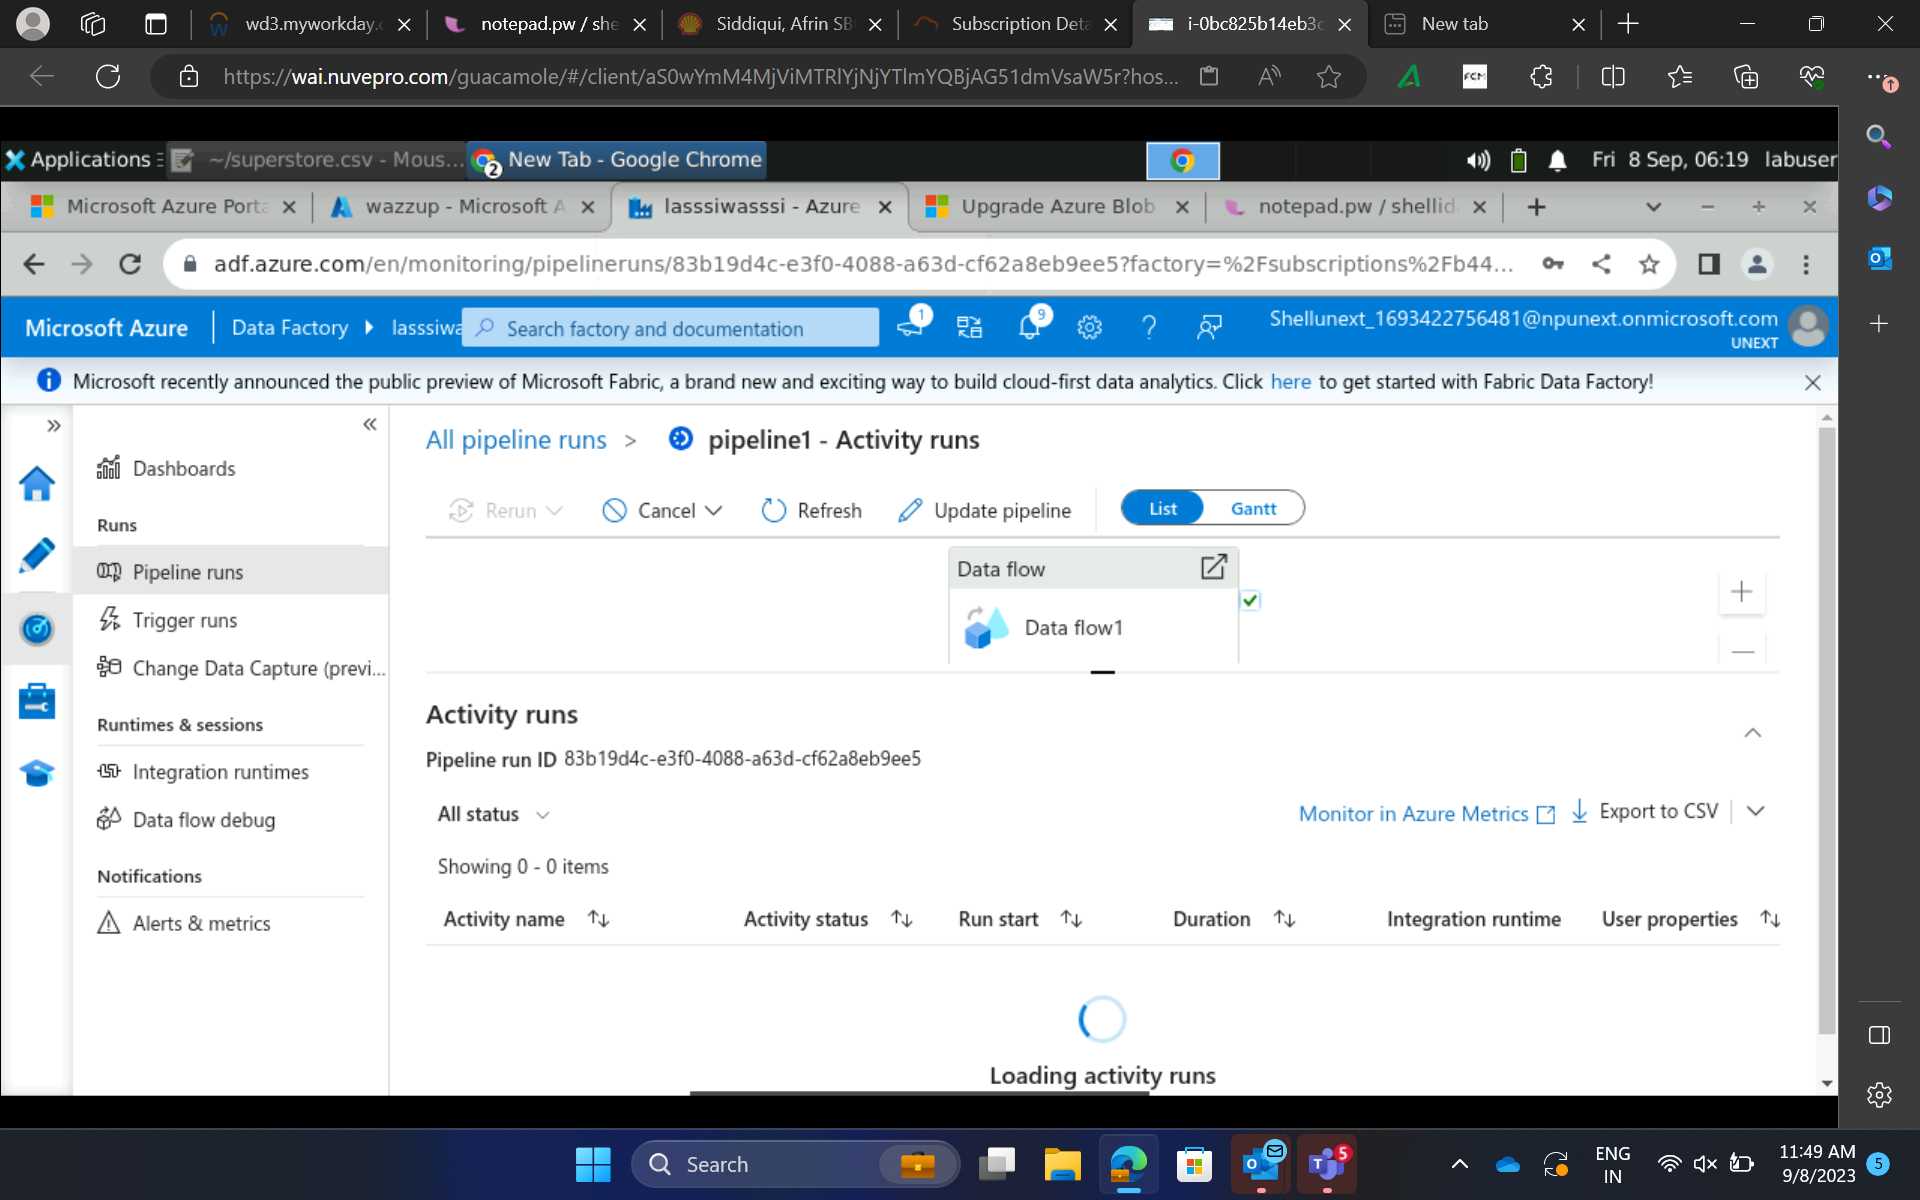 wd3.myworkday.
notepad.pw / she
Siddiqui, Afrin SB
Subscription Deta
i-0bc825b14eb3c
New tab
https://wai.nuvepro.com/guacamole/#/client/aS0wYmM4MjViMTRlYjNjYTlmYQBjAG51dmVsaW5r?hos...
FCM
Applications
~/superstore.csv - Mous...
2
New Tab - Google Chrome
Fri 8 Sep, 06:19 labuser
Microsoft Azure Porta
wazzup - Microsoft A
lasssiwasssi - Azure
Upgrade Azure Blob
notepad.pw / shellid
adf.azure.com/en/monitoring/pipelineruns/83b19d4c-e3f0-4088-a63d-cf62a8eb9ee5?factory=%2Fsubscriptions%2Fb44...
Microsoft Azure
Data Factory
lasssiwa
Search factory and documentation
1
9
Shellunext_1693422756481@npunext.onmicrosoft.com
UNEXT
Microsoft recently announced the public preview of Microsoft Fabric, a brand new and exciting way to build cloud-first data analytics. Click here to get started with Fabric Data Factory!
Dashboards
Runs
Pipeline runs
Trigger runs
Change Data Capture (previ...
Runtimes & sessions
Integration runtimes
Data flow debug
Notifications
Alerts & metrics
All pipeline runs > pipeline1 - Activity runs
Rerun
Cancel
Refresh
Update pipeline
List
Gantt
Data flow
Data flow1
Activity runs
Pipeline run ID 83b19d4c-e3f0-4088-a63d-cf62a8eb9ee5
All status
Monitor in Azure Metrics
Export to CSV
Showing 0 - 0 items
Activity name
Activity status
Run start
Duration
Integration runtime
User properties
Loading activity runs
Search
5
ENG
IN
11:49 AM
9/8/2023
5